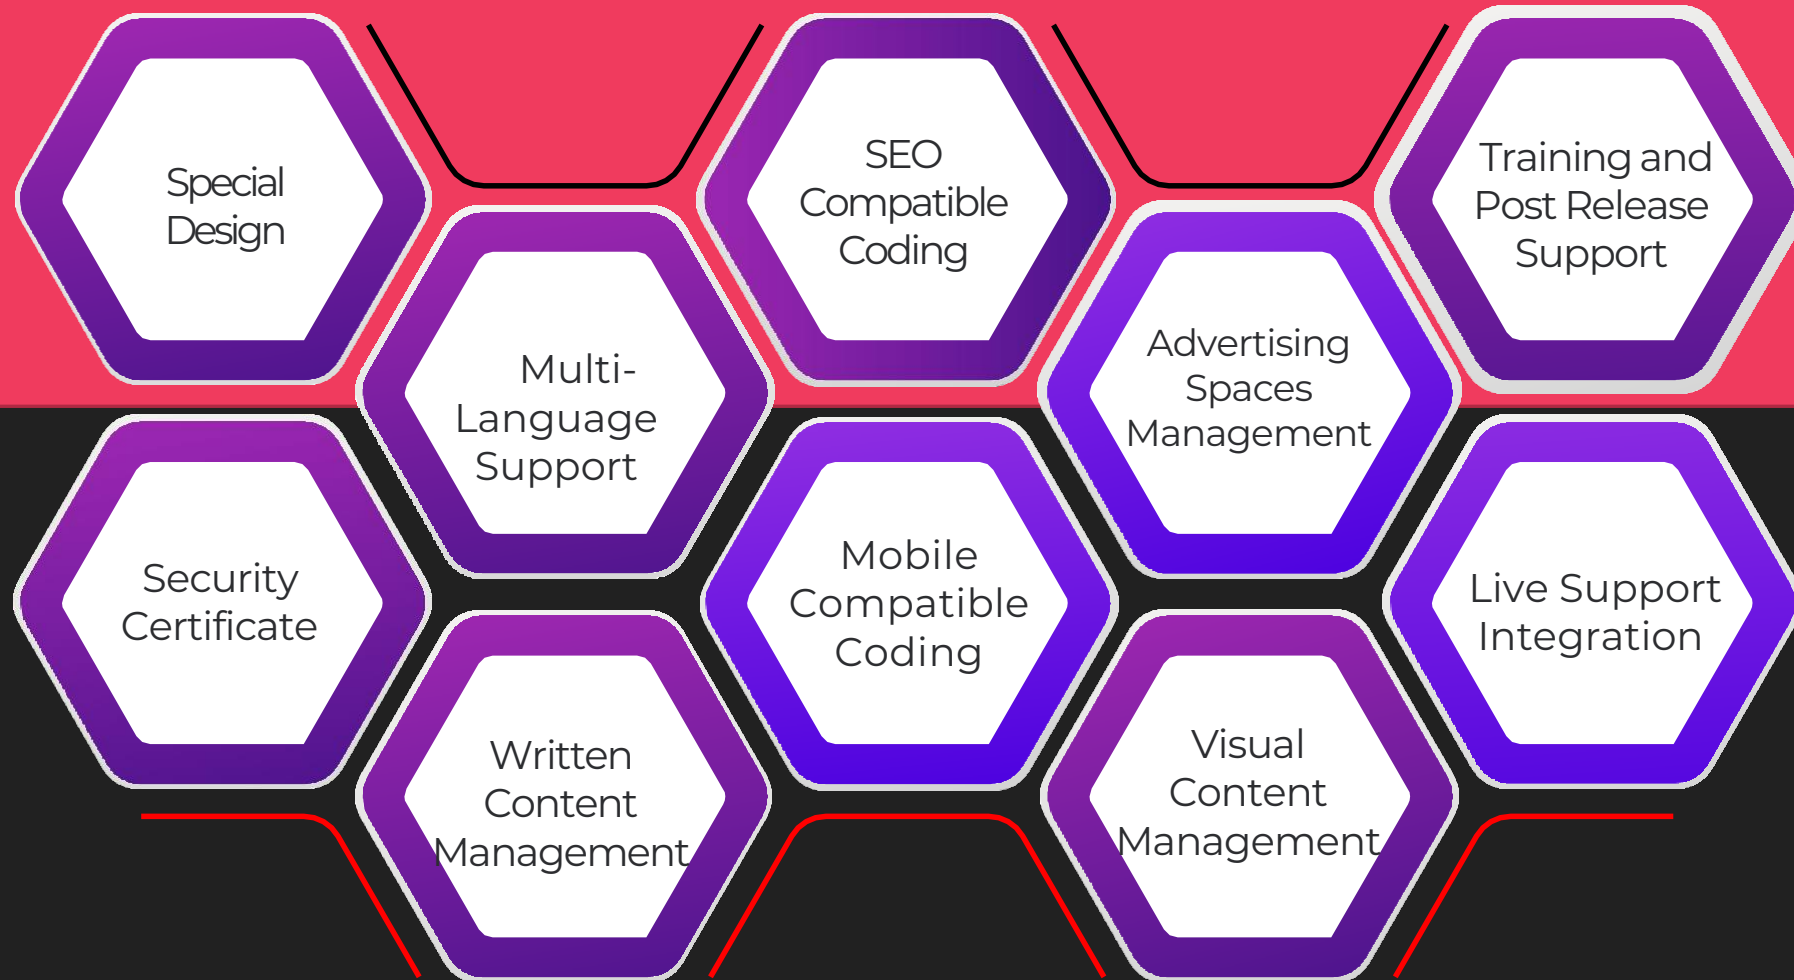 Special
Design
SEO
Compatible
Coding
Training and
Post Release
Support
Multi-
Language
Support
Advertising
Spaces
Management
Security
Certificate
Mobile
Compatible
Coding
Live Support
Integration
Written
Content
Management
Visual
Content
Management